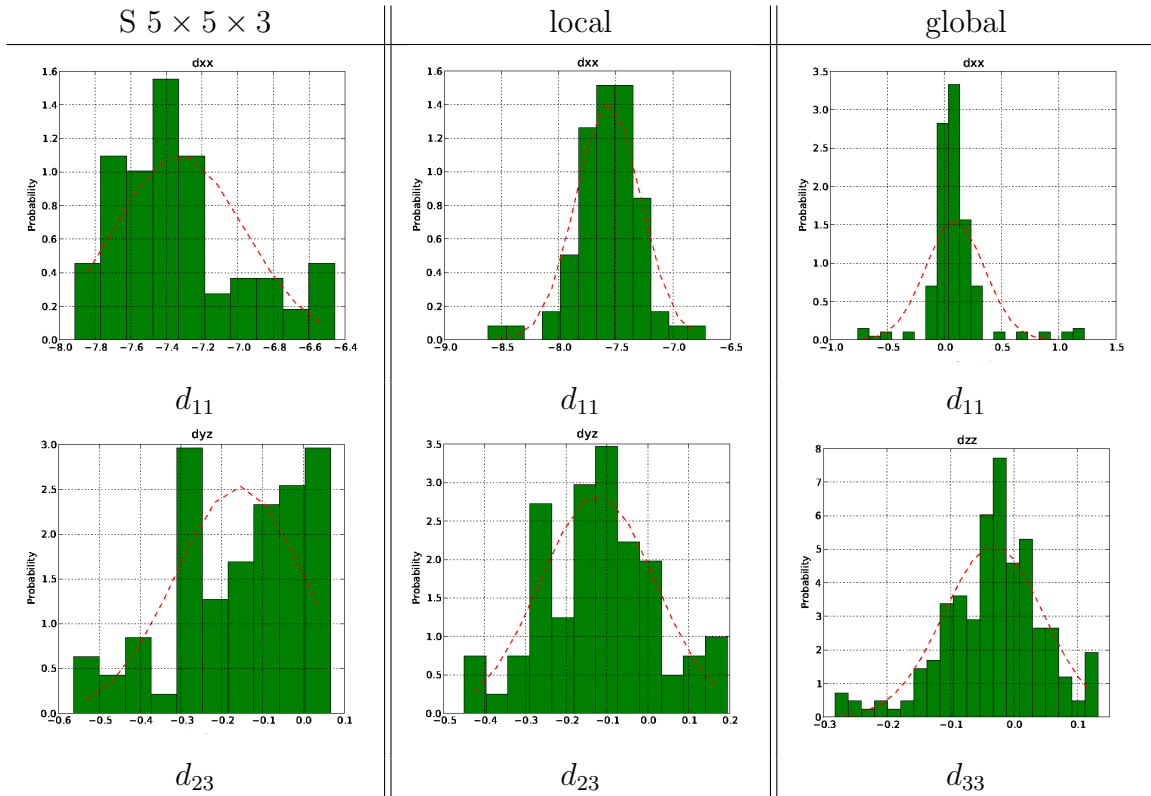 S 5 × 5 × 3 local global
dxx dxx dxx
1.6 1.6 3.5
1.4 1.4 3.0
1.2 1.2 2.5
1.0 1.0 2.0
0.8 0.8 1.5
0.6 0.6 1.0
0.4 0.4 0.5
0.2 0.2 0.0
0.0 0.0
Probability Probability Probability
−8.0 −7.8 −7.6 −7.4 −7.2 −7.0 −6.8 −6.6 −6.4
−9.0 −8.5 −8.0 −7.5 −7.0 −6.5
−1.0 −0.5 0.0 0.5 1.0 1.5
d11 d11 d11
dyz dyz dzz
3.0 3.5 8
2.5 3.0 7
2.0 2.5 6
1.5 2.0 5
1.0 1.5 4
0.5 1.0 3
0.0 0.5 2
0.0 1
0
Probability Probability Probability
−0.6 −0.5 −0.4 −0.3 −0.2 −0.1 0.0 0.1
−0.5 −0.4 −0.3 −0.2 −0.1 0.0 0.1 0.2
−0.3 −0.2 −0.1 0.0 0.1
d23 d23 d33